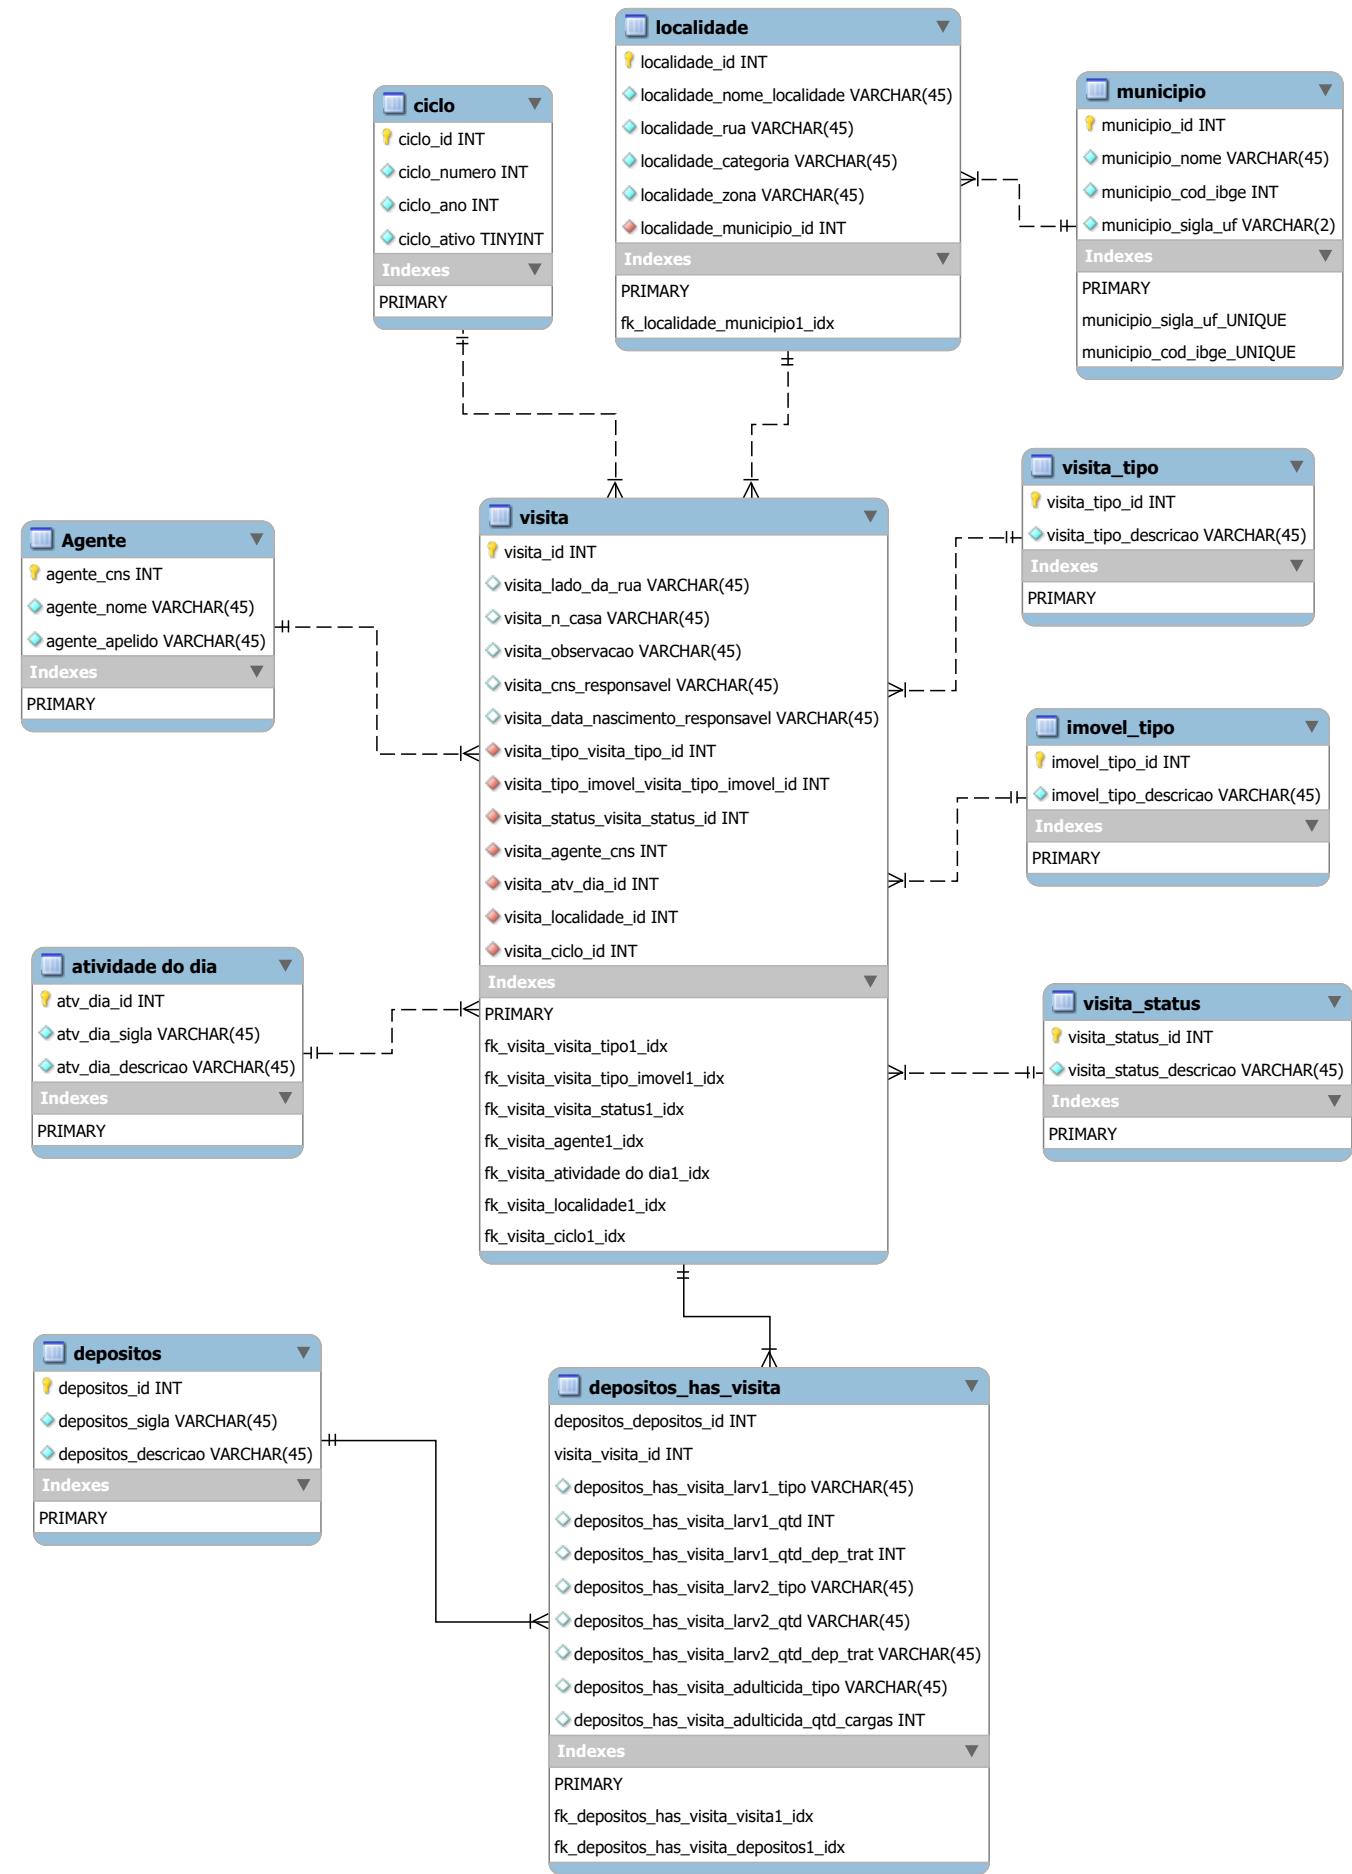 localidade
localidade_id INT
localidade_nome_localidade VARCHAR(45)
localidade_rua VARCHAR(45)
localidade_categoria VARCHAR(45)
localidade_zona VARCHAR(45)
localidade_municipio_id INT
Indexes
PRIMARY
fk_localidade_municipio1_idx
ciclo
ciclo_id INT
ciclo_numero INT
ciclo_ano INT
ciclo_ativo TINYINT
Indexes
PRIMARY
municipio
municipio_id INT
municipio_nome VARCHAR(45)
municipio_cod_ibge INT
municipio_sigla_uf VARCHAR(2)
Indexes
PRIMARY
municipio_sigla_uf_UNIQUE
municipio_cod_ibge_UNIQUE
visita_tipo
visita_tipo_id INT
visita_tipo_descricao VARCHAR(45)
Indexes
PRIMARY
Agente
agente_cns INT
agente_nome VARCHAR(45)
agente_apelido VARCHAR(45)
Indexes
PRIMARY
visita
visita_id INT
visita_lado_da_rua VARCHAR(45)
visita_n_casa VARCHAR(45)
visita_observacao VARCHAR(45)
visita_cns_responsavel VARCHAR(45)
visita_data_nascimento_responsavel VARCHAR(45)
visita_tipo_visita_tipo_id INT
visita_tipo_imovel_visita_tipo_imovel_id INT
visita_status_visita_status_id INT
visita_agente_cns INT
visita_atv_dia_id INT
visita_localidade_id INT
visita_ciclo_id INT
Indexes
PRIMARY
fk_visita_visita_tipo1_idx
fk_visita_visita_tipo_imovel1_idx
fk_visita_visita_status1_idx
fk_visita_agente1_idx
fk_visita_atividade do dia1_idx
fk_visita_localidade1_idx
fk_visita_ciclo1_idx
imovel_tipo
imovel_tipo_id INT
imovel_tipo_descricao VARCHAR(45)
Indexes
PRIMARY
atividade do dia
atv_dia_id INT
atv_dia_sigla VARCHAR(45)
atv_dia_descricao VARCHAR(45)
Indexes
PRIMARY
visita_status
visita_status_id INT
visita_status_descricao VARCHAR(45)
Indexes
PRIMARY
depositos
depositos_id INT
depositos_sigla VARCHAR(45)
depositos_descricao VARCHAR(45)
Indexes
PRIMARY
depositos_has_visita
depositos_depositos_id INT
visita_visita_id INT
depositos_has_visita_larv1_tipo VARCHAR(45)
depositos_has_visita_larv1_qtd INT
depositos_has_visita_larv1_qtd_dep_trat INT
depositos_has_visita_larv2_tipo VARCHAR(45)
depositos_has_visita_larv2_qtd VARCHAR(45)
depositos_has_visita_larv2_qtd_dep_trat VARCHAR(45)
depositos_has_visita_adulticida_tipo VARCHAR(45)
depositos_has_visita_adulticida_qtd_cargas INT
Indexes
PRIMARY
fk_depositos_has_visita_visita1_idx
fk_depositos_has_visita_depositos1_idx